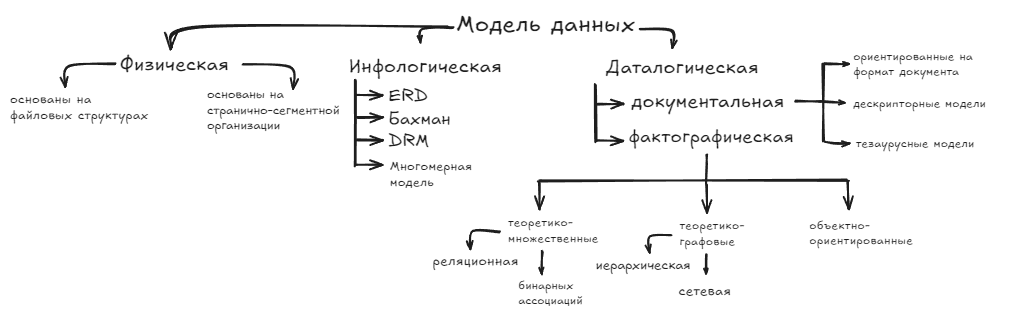 Модель данных
Физическая
основаны на
файловых структурах
основаны на
странично-сегментной
организации
Инфологическая
ERD
Бахман
DRM
Многомерная
модель
Даталогическая
документальная
ориентированные на
формат документа
дескрипторные модели
тезаурусные модели
фактографическая
теоретико-
множественные
реляционная
бинарных
ассоциаций
теоретико-
графовые
иерархическая
сетевая
объектно-
ориентированные